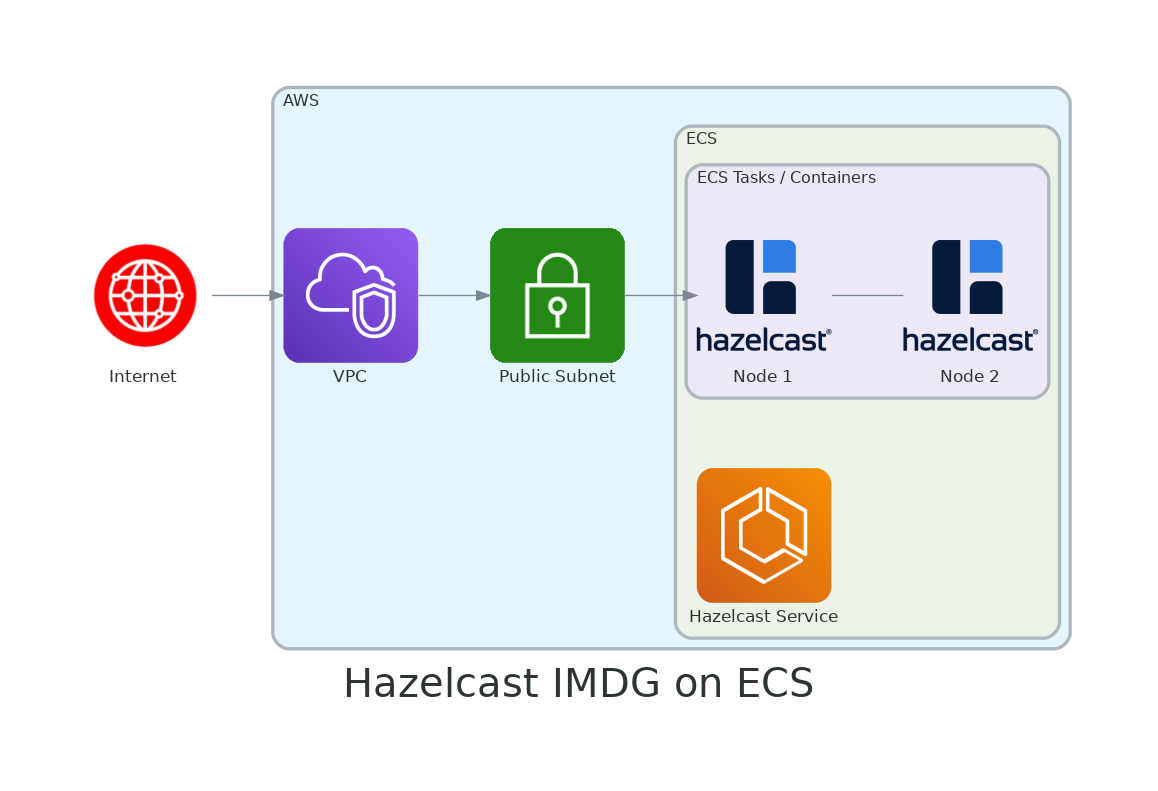 AWS
ECS
ECS Tasks / Containers
hazelcast®
hazelcast®
Internet
VPC
Public Subnet
Node 1
Node 2
Hazelcast Service
Hazelcast IMDG on ECS